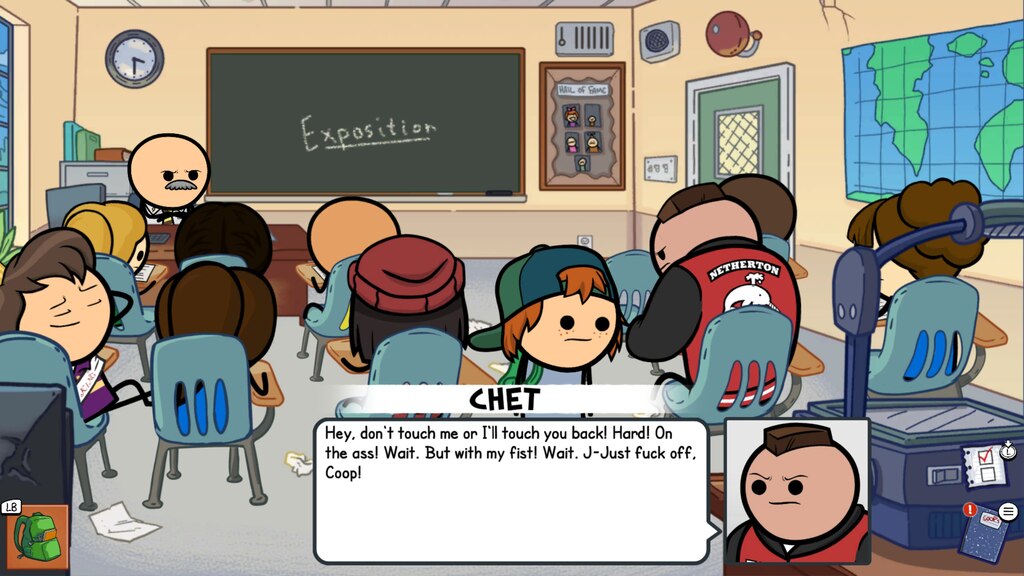 Exposition
HALL OF FAME
NETHERTON
CHET
Hey, don't touch me or I'll touch you back! Hard! On
the ass! Wait. But with my fist! Wait. J-Just fuck off,
Coop!
LB